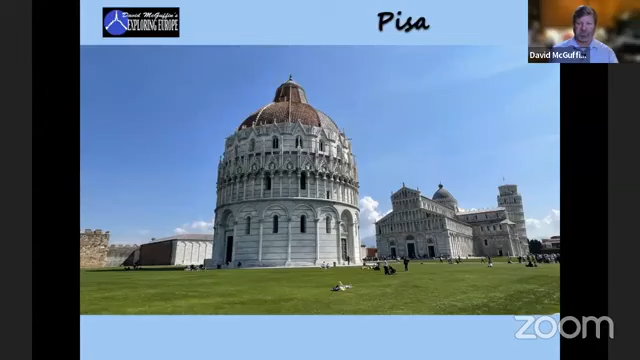 David McGuffin's
EXPLORING EUROPE
Pisa
David McGuffi...
zoom